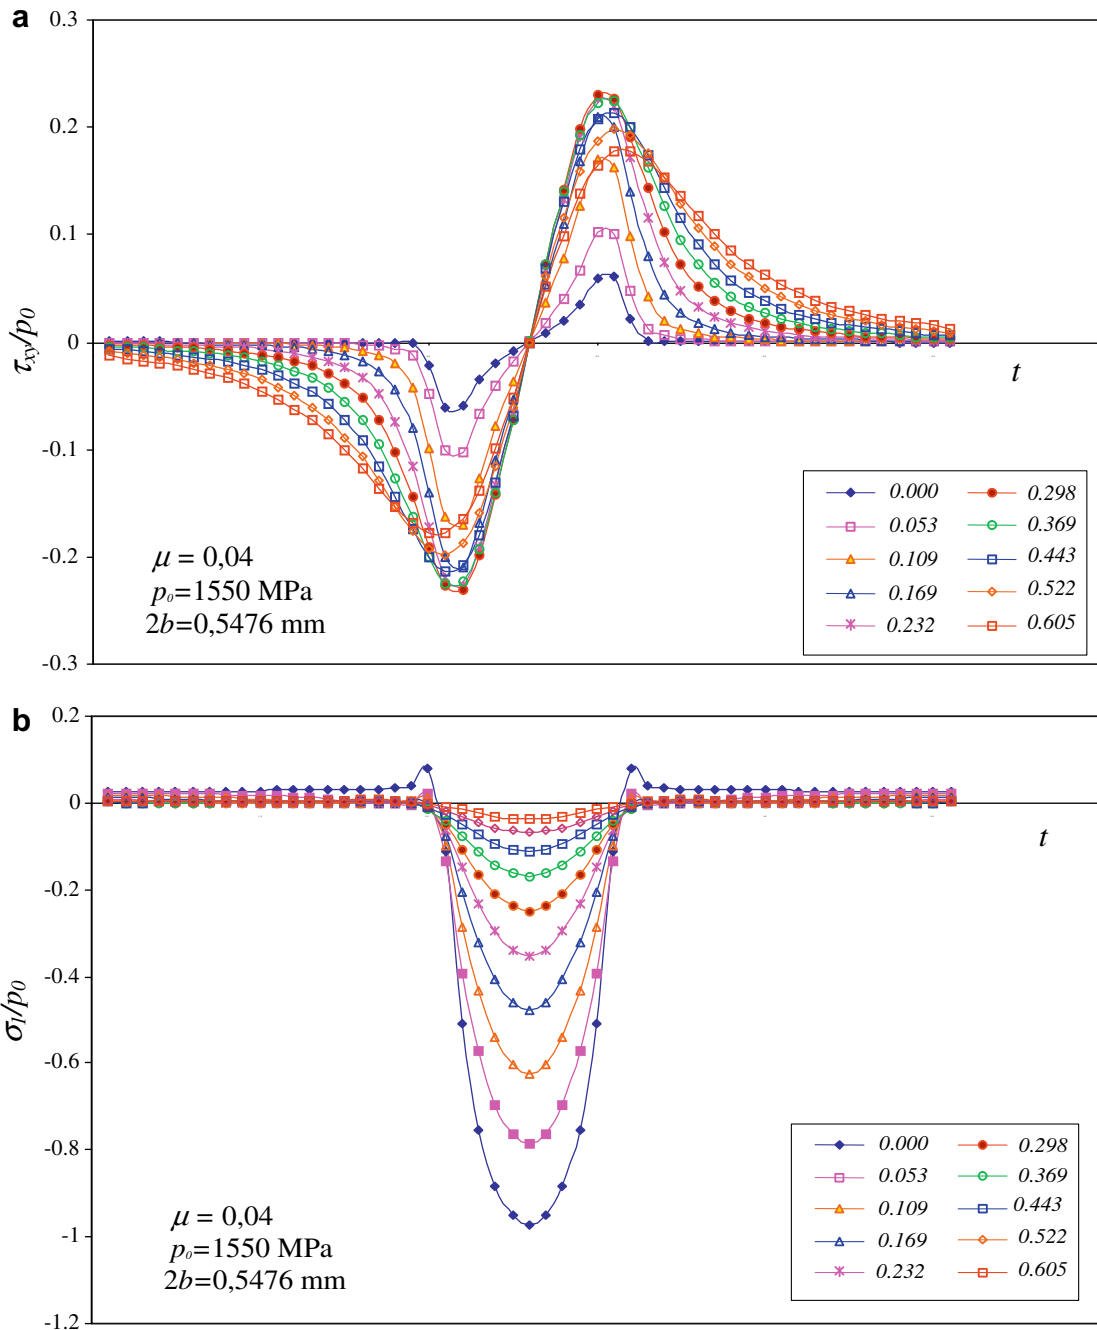 a
0.3
0.2
0.1
0
-0.1
-0.2
-0.3
τxy/p0
t
μ = 0,04
p0=1550 MPa
2b=0,5476 mm
0.000 0.298
0.053 0.369
0.109 0.443
0.169 0.522
0.232 0.605
b
0.2
0
-0.2
-0.4
-0.6
-0.8
-1
-1.2
σ1/p0
t
μ = 0,04
p0=1550 MPa
2b=0,5476 mm
0.000 0.298
0.053 0.369
0.109 0.443
0.169 0.522
0.232 0.605